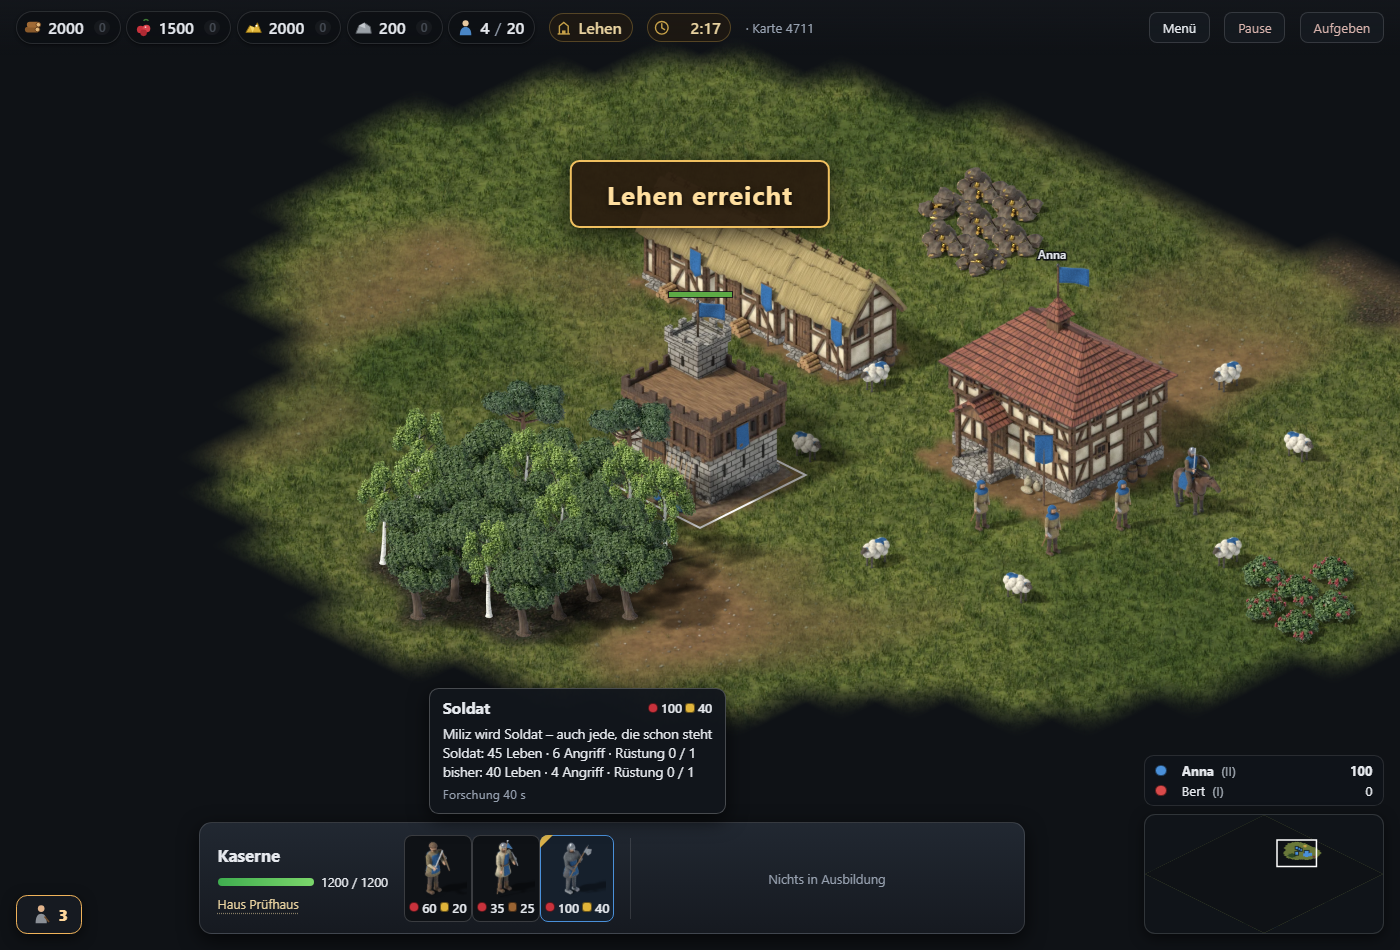 2000 0 1500 0 2000 0 200 0 4 / 20 Lehen 2:17 · Karte 4711 Menü Pause Aufgeben
Lehen erreicht
Anna
Soldat 100 40
Miliz wird Soldat – auch jede, die schon steht
Soldat: 45 Leben · 6 Angriff · Rüstung 0 / 1
bisher: 40 Leben · 4 Angriff · Rüstung 0 / 1
Forschung 40 s
Anna (II) 100
Bert (I) 0
Kaserne
1200 / 1200
Haus Prüfhaus
60 20 35 25 100 40
Nichts in Ausbildung
3